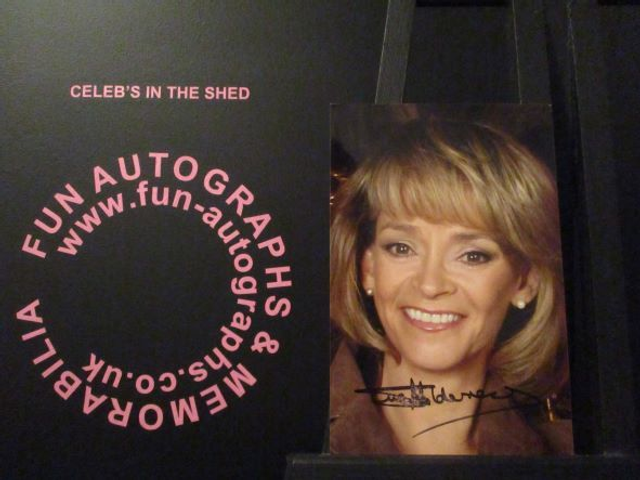 CELEB'S IN THE SHED
FUN AUTOGRAPHS & MEMORABILIA
www.fun-autographs.co.uk